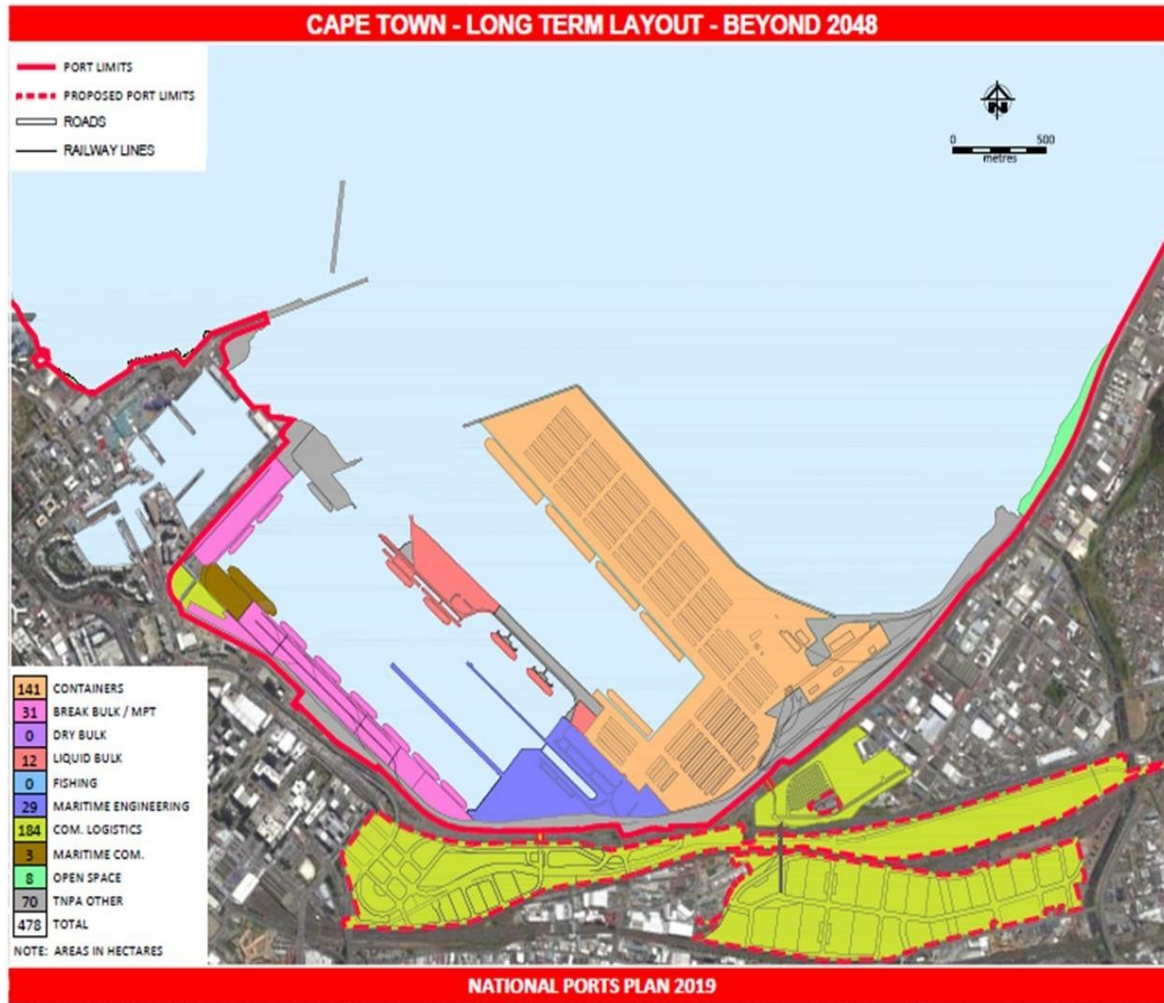 CAPE TOWN - LONG TERM LAYOUT - BEYOND 2048
PORT LIMITS
PROPOSED PORT LIMITS
ROADS
RAILWAY LINES
N
0 500
metres
141 CONTAINERS
31 BREAK BULK / MPT
0 DRY BULK
12 LIQUID BULK
0 FISHING
29 MARITIME ENGINEERING
184 COM. LOGISTICS
3 MARITIME COM.
8 OPEN SPACE
70 TNPA OTHER
478 TOTAL
NOTE: AREAS IN HECTARES
NATIONAL PORTS PLAN 2019